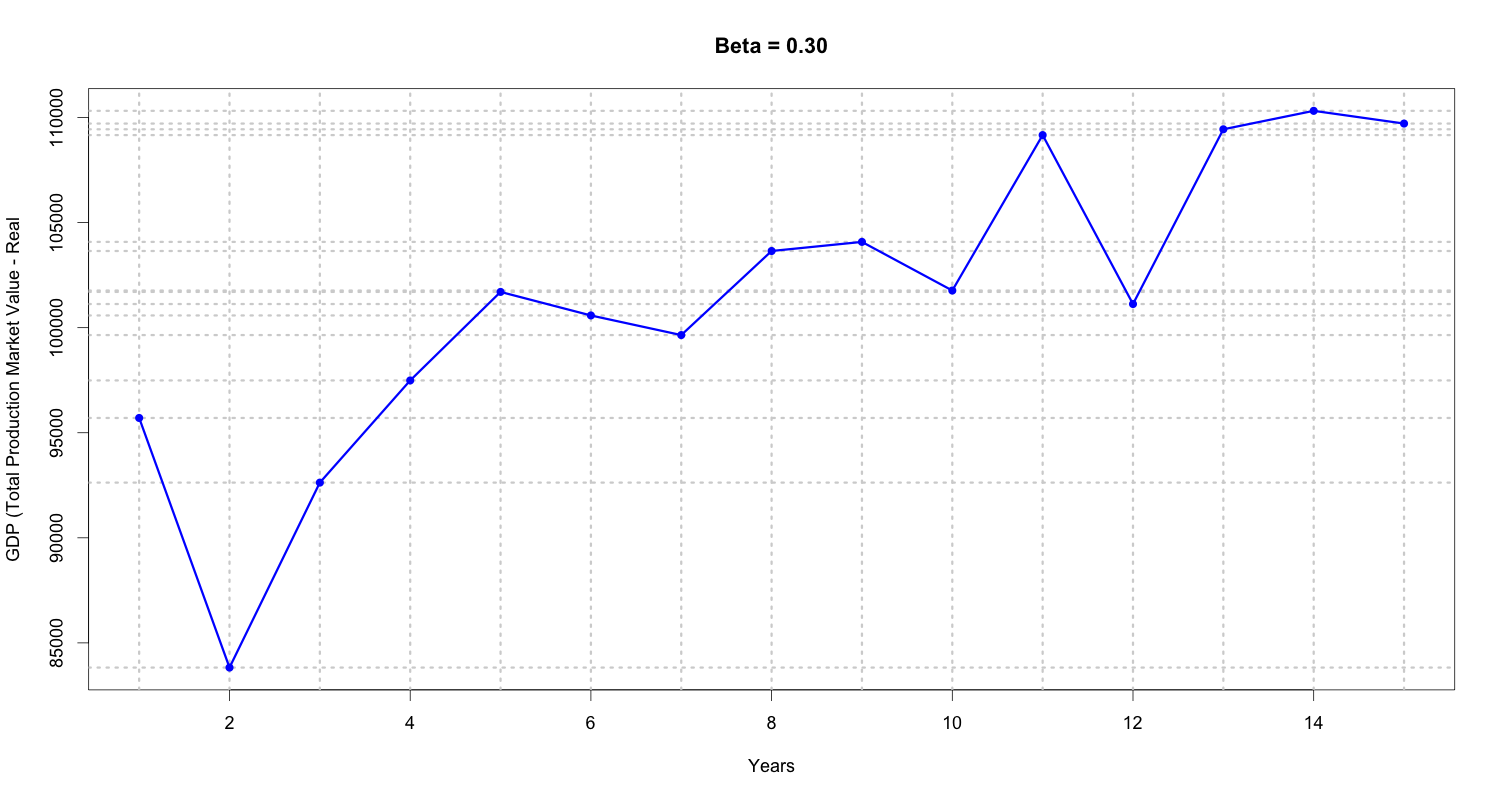 Beta = 0.30
GDP (Total Production Market Value - Real
110000
105000
100000
95000
90000
85000
2 4 6 8 10 12 14
Years